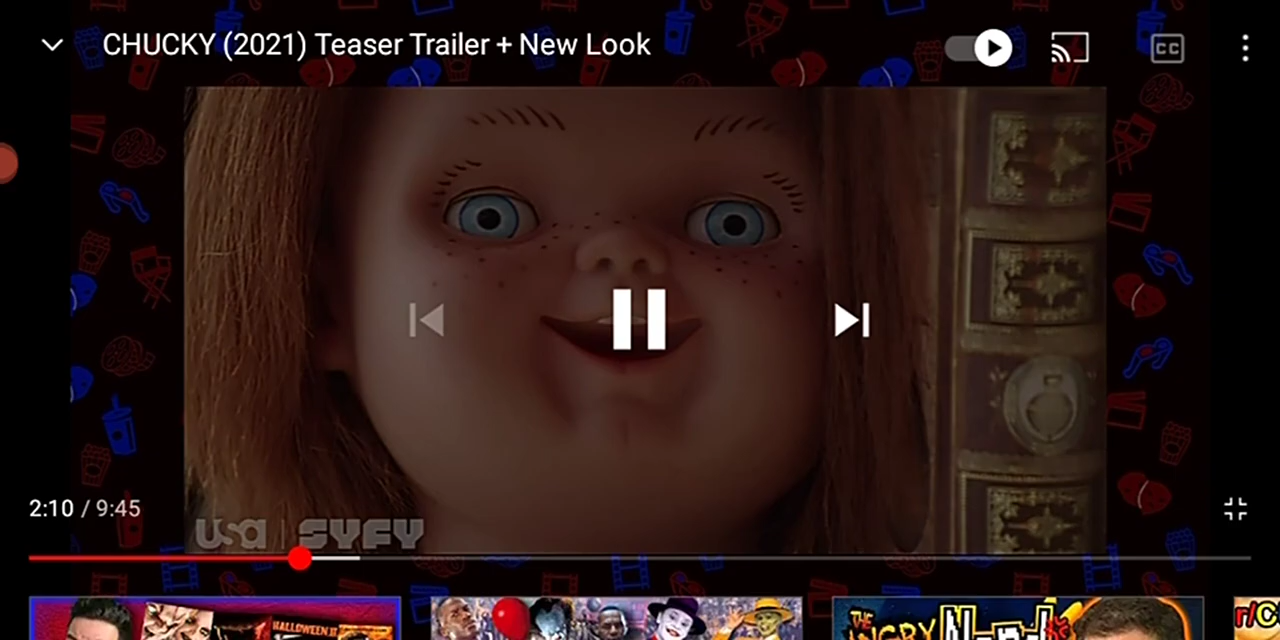 CHUCKY (2021) Teaser Trailer + New Look
CC
2:10 / 9:45
USA | SYFY
HALLOWEEN II
THE
ANGRY
r/C